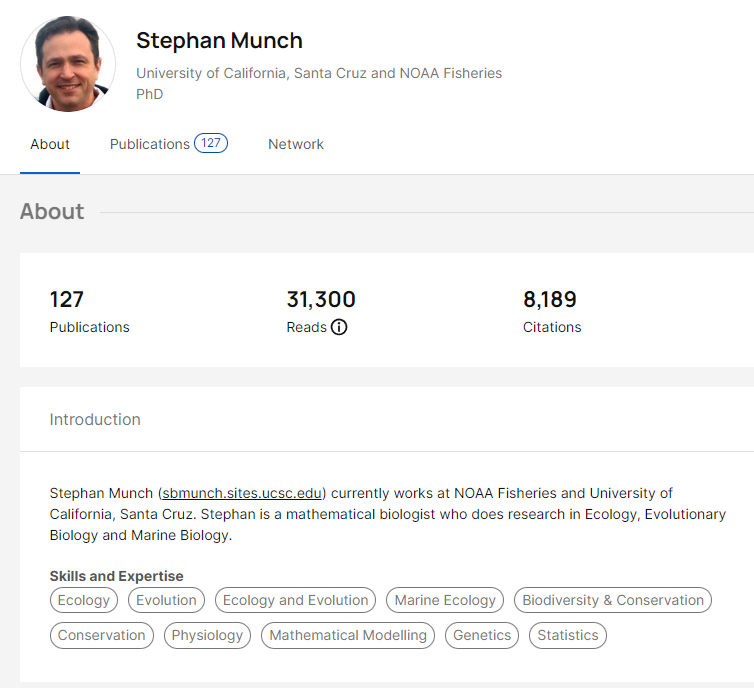 Stephan Munch
University of California, Santa Cruz and NOAA Fisheries
PhD
About
Publications 127
Network
About
127
Publications
31,300
Reads
8,189
Citations
Introduction
Stephan Munch (sbmunch.sites.ucsc.edu) currently works at NOAA Fisheries and University of
California, Santa Cruz. Stephan is a mathematical biologist who does research in Ecology, Evolutionary
Biology and Marine Biology.
Skills and Expertise
Ecology
Evolution
Ecology and Evolution
Marine Ecology
Biodiversity & Conservation
Conservation
Physiology
Mathematical Modelling
Genetics
Statistics